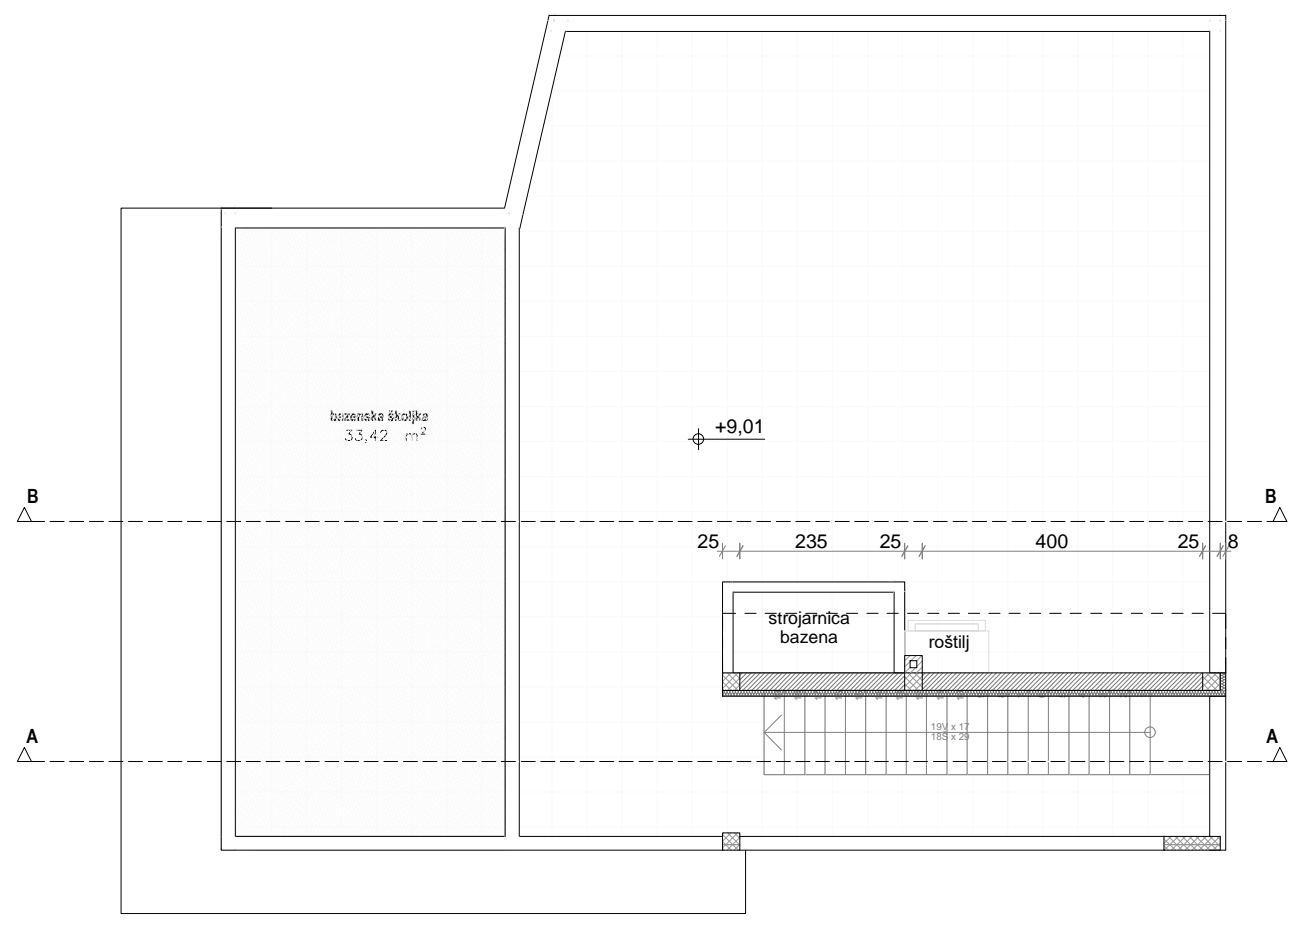 bazenska školjka
33,42 m²
+9,01
B
B
25
235
25
400
25
8
strojarnica
bazena
roštilj
19V x 17
18Š x 29
A
A